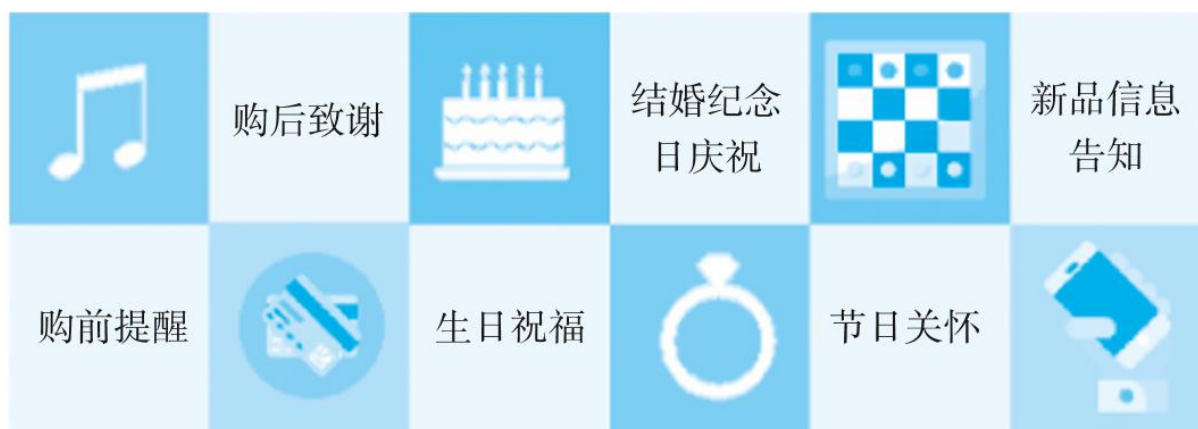 购后致谢
结婚纪念
日庆祝
新品信息
告知
购前提醒
生日祝福
节日关怀